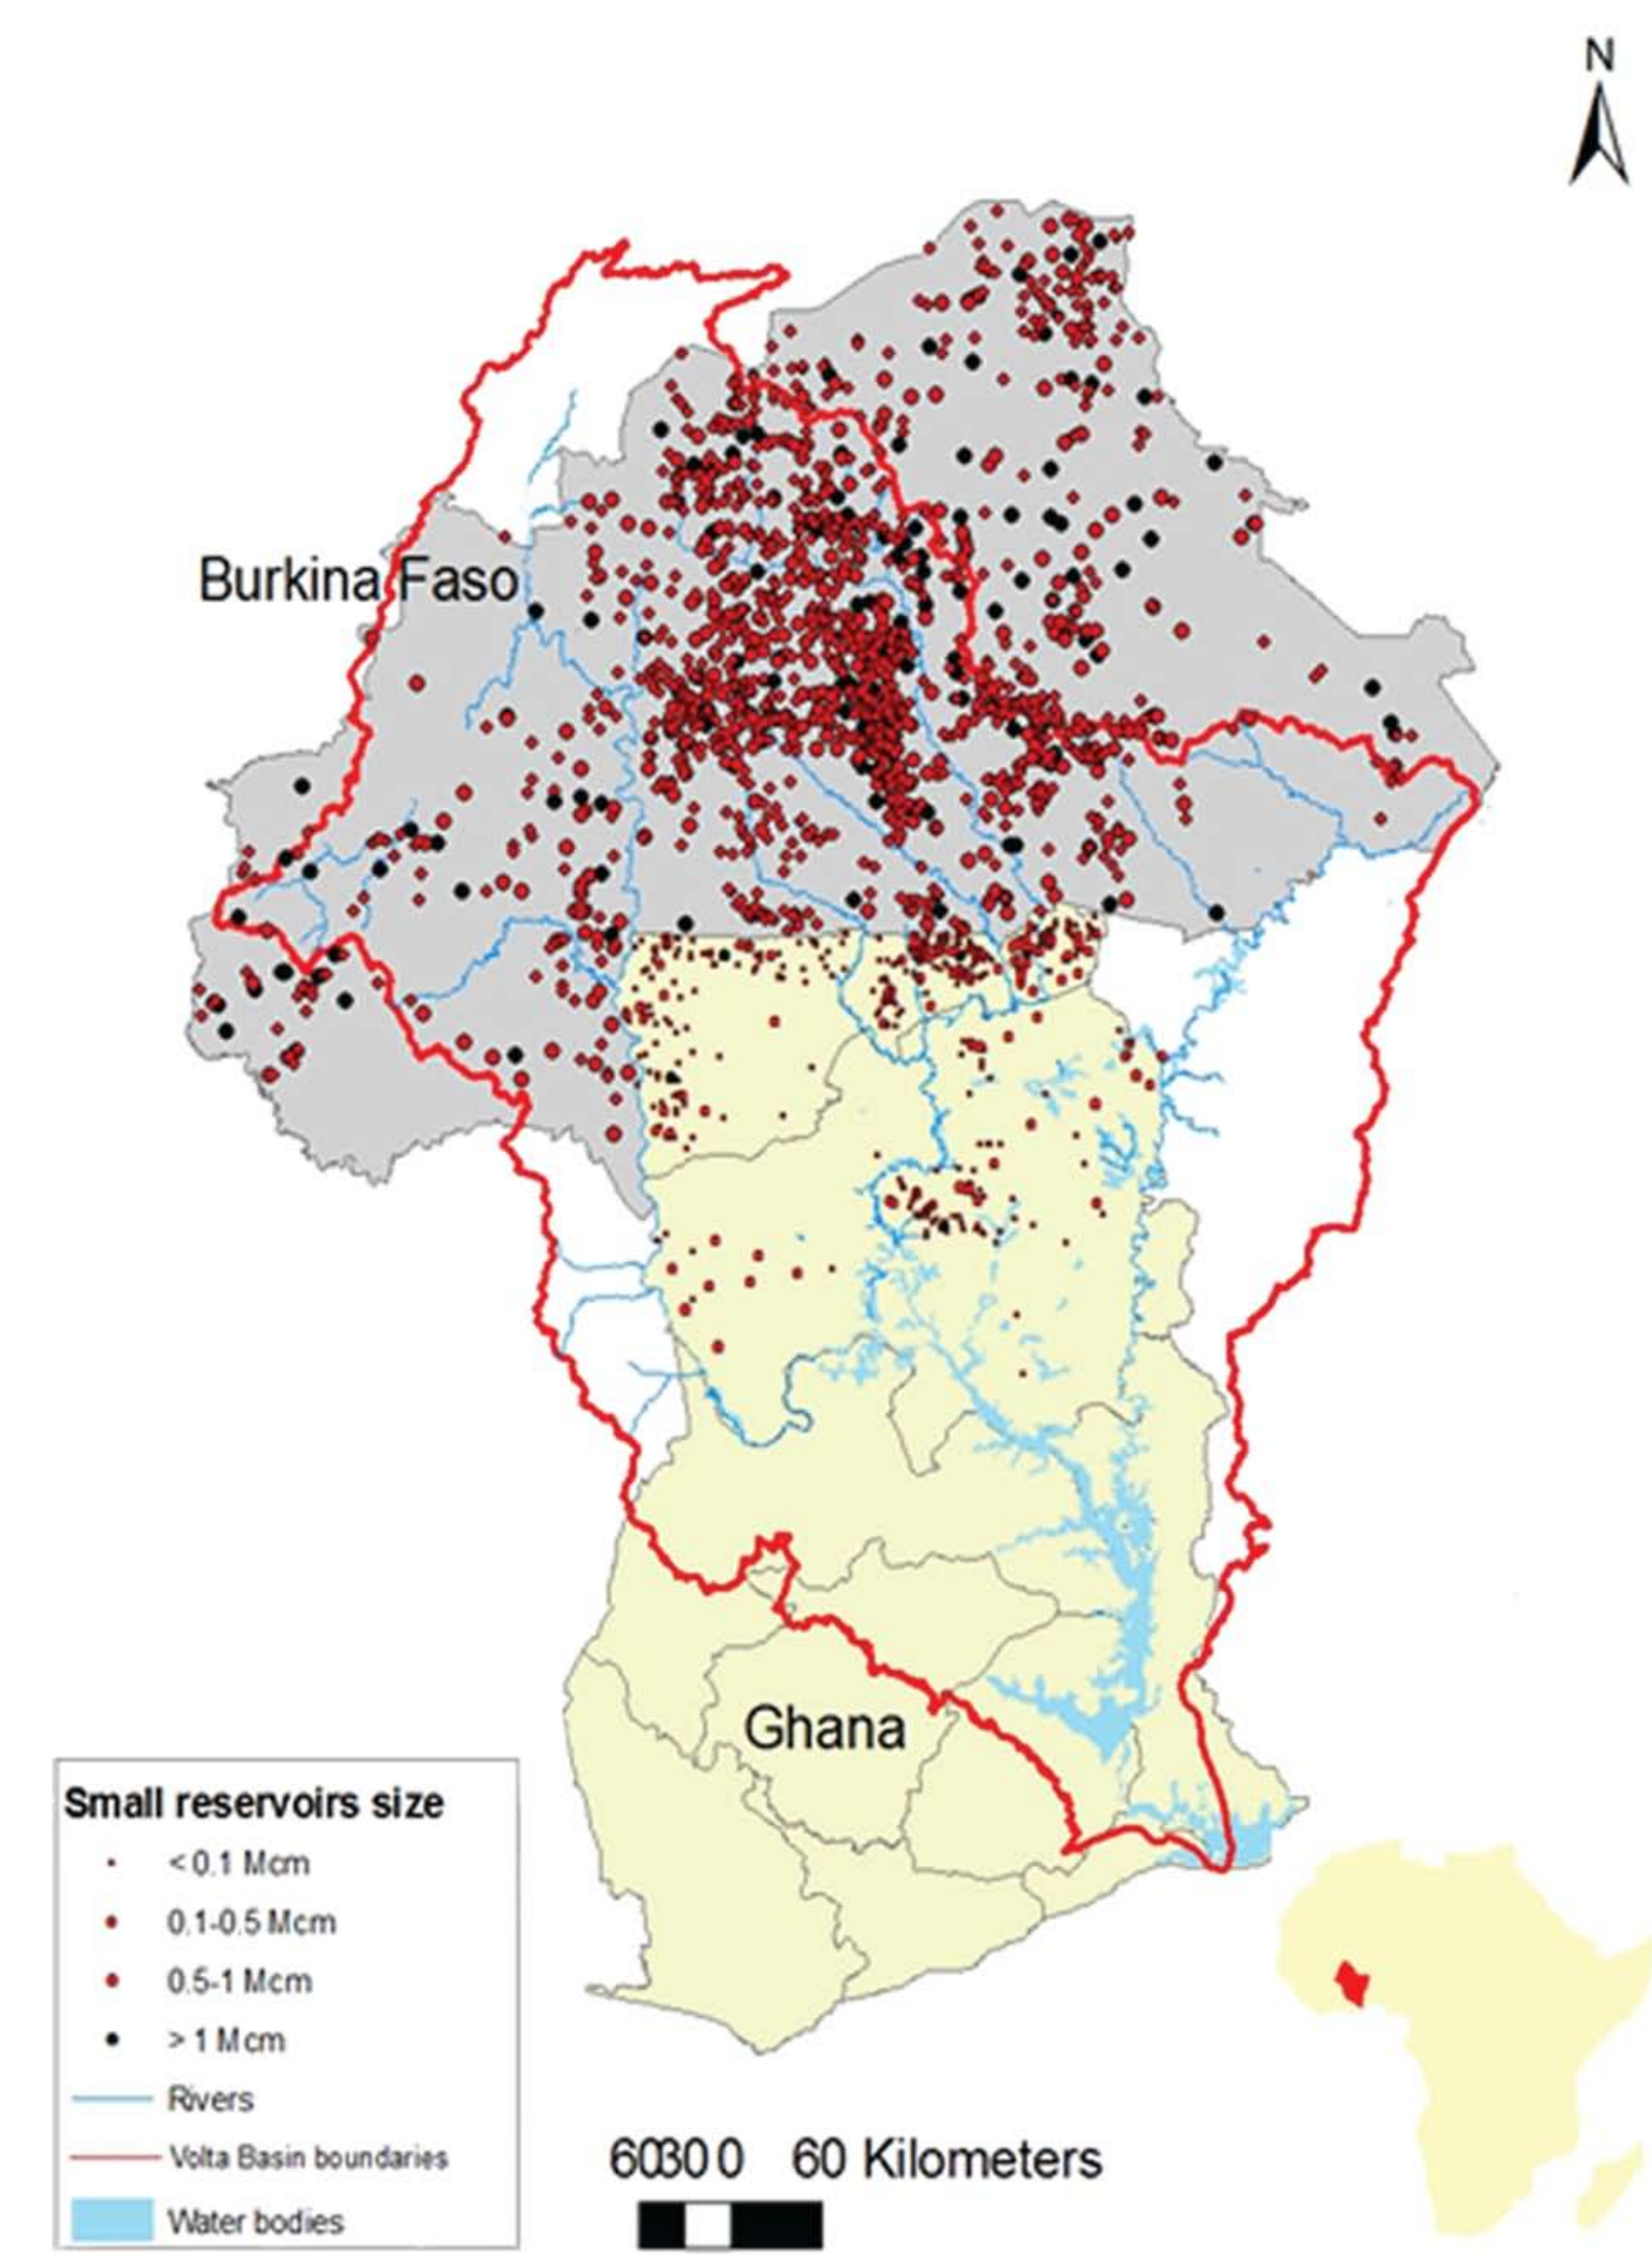 N
Burkina Faso
Ghana
Small reservoirs size
< 0.1 Mcm
0.1-0.5 Mcm
0.5-1 Mcm
> 1 Mcm
Rivers
Volta Basin boundaries
Water bodies
60300 60 Kilometers